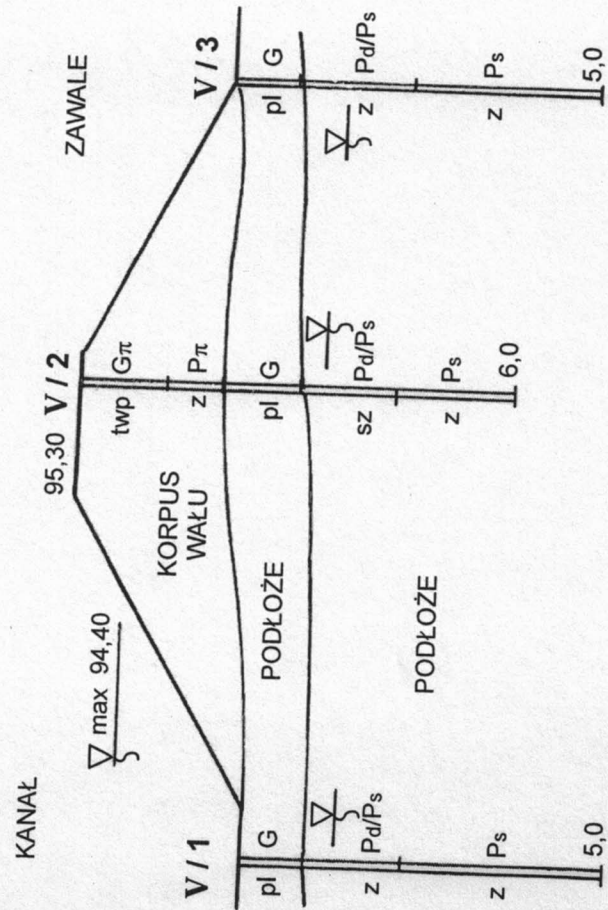 KANAŁ
ZAWALE
max 94,40
95,30 V / 2
V / 1
V / 3
KORPUS
WAŁU
PODŁOŻE
PODŁOŻE
pl G
Pd/Ps
z
z Ps
5,0
twp Gπ
z Pπ
pl G
sz Pd/Ps
z Ps
6,0
pl G
z Pd/Ps
z Ps
5,0